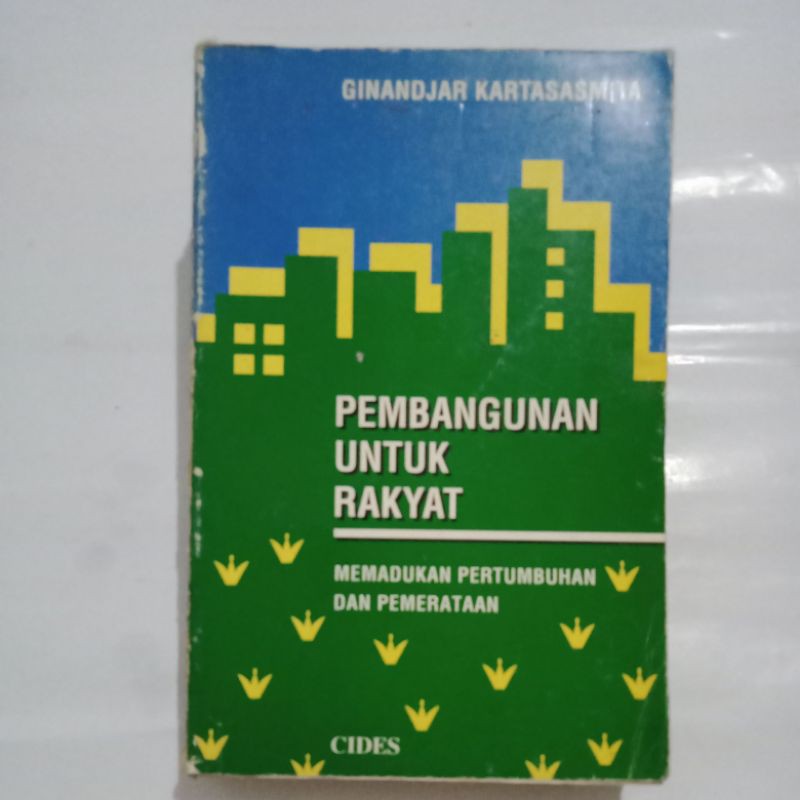 GINANDJAR KARTASASMITA
PEMBANGUNAN
UNTUK
RAKYAT
MEMADUKAN PERTUMBUHAN
DAN PEMERATAAN
CIDES